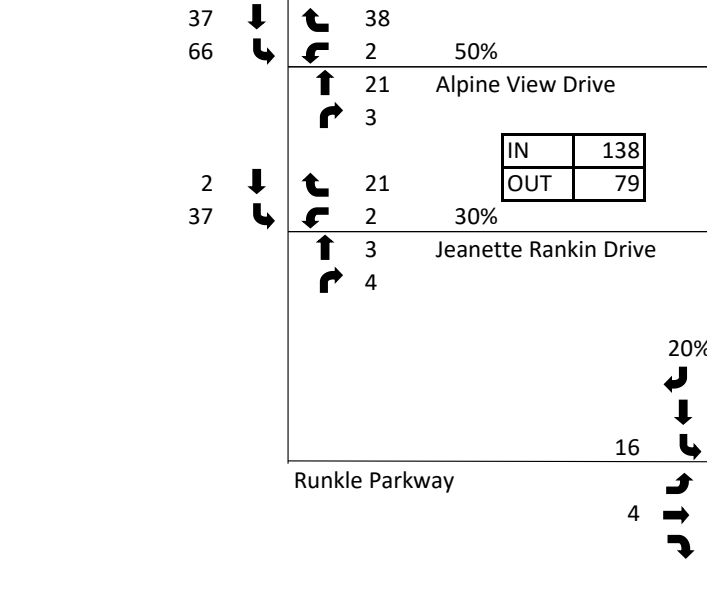 37 38
66 2 50%
21 Alpine View Drive
3
IN 138
2 21 OUT 79
37 2 30%
3 Jeanette Rankin Drive
4
20%
16
Runkle Parkway
4